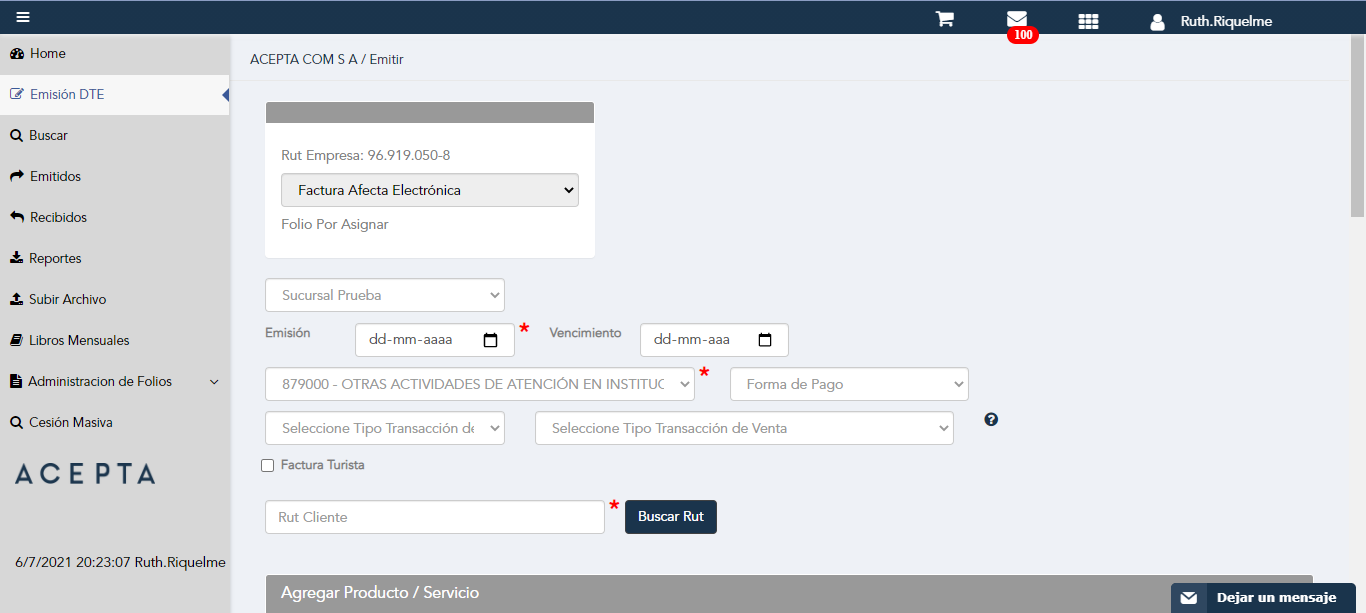 100
Ruth.Riquelme
Home
Emisión DTE
Buscar
Emitidos
Recibidos
Reportes
Subir Archivo
Libros Mensuales
Administracion de Folios
Cesión Masiva
ACEPTA
6/7/2021 20:23:07 Ruth.Riquelme
ACEPTA COM S A / Emitir
Rut Empresa: 96.919.050-8
Factura Afecta Electrónica
Folio Por Asignar
Sucursal Prueba
Emisión dd-mm-aaaa * Vencimiento dd-mm-aaa
879000 - OTRAS ACTIVIDADES DE ATENCIÓN EN INSTITUC * Forma de Pago
Seleccione Tipo Transacción de Seleccione Tipo Transacción de Venta ?
Factura Turista
Rut Cliente * Buscar Rut
Agregar Producto / Servicio
Dejar un mensaje